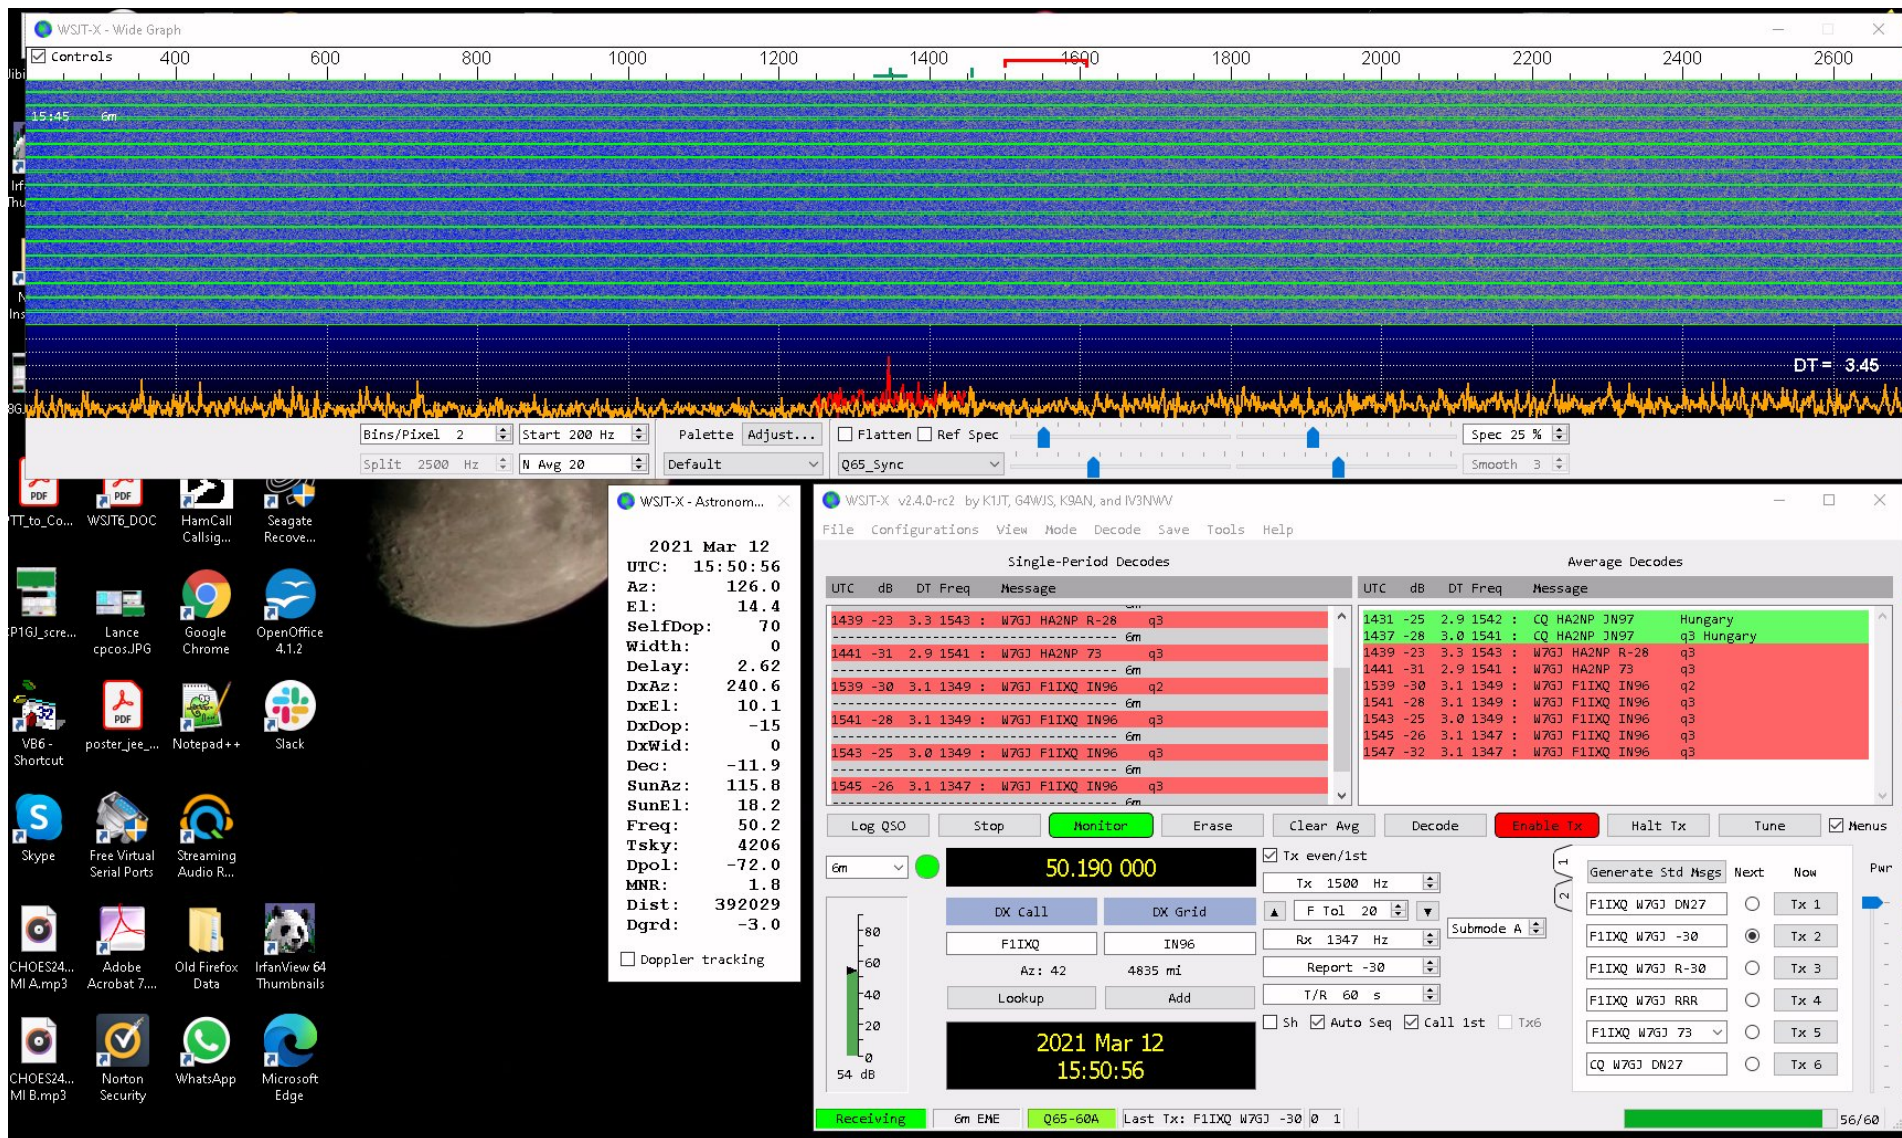 WSJT-X - Wide Graph
Controls 400 600 800 1000 1200 1400 1600 1800 2000 2200 2400 2600
15:45 6m
DT = 3.45
Bins/Pixel 2 Start 200 Hz Palette Adjust... Flatten Ref Spec Spec 25 %
Split 2500 Hz N Avg 20 Default Q65_Sync Smooth 3
PDF PDF
TT_to_Co... WSJT6_DOC HamCall Callsig... Seagate Recove...
P1GJ_scre... Lance cpcos.JPG Google Chrome OpenOffice 4.1.2
VB6 - Shortcut poster_jee_... Notepad++ Slack
Skype Free Virtual Serial Ports Streaming Audio R...
CHOES24... MI A.mp3 Adobe Acrobat 7.... Old Firefox Data IrfanView 64 Thumbnails
CHOES24... MI B.mp3 Norton Security WhatsApp Microsoft Edge
WSJT-X - Astronom...
2021 Mar 12
UTC: 15:50:56
Az: 126.0
El: 14.4
SelfDop: 70
Width: 0
Delay: 2.62
DxAz: 240.6
DxEl: 10.1
DxDop: -15
DxWid: 0
Dec: -11.9
SunAz: 115.8
SunEl: 18.2
Freq: 50.2
Tsky: 4206
Dpol: -72.0
MNR: 1.8
Dist: 392029
Dgrd: -3.0
Doppler tracking
WSJT-X v2.4.0-rc2 by K1JT, G4WJS, K9AN, and IV3NWV
File Configurations View Mode Decode Save Tools Help
Single-Period Decodes
UTC dB DT Freq Message
1439 -23 3.3 1543 : W7GJ HA2NP R-28 q3
---------------------------------- 6m
1441 -31 2.9 1541 : W7GJ HA2NP 73 q3
---------------------------------- 6m
1539 -30 3.1 1349 : W7GJ F1IXQ IN96 q2
---------------------------------- 6m
1541 -28 3.1 1349 : W7GJ F1IXQ IN96 q3
---------------------------------- 6m
1543 -25 3.0 1349 : W7GJ F1IXQ IN96 q3
---------------------------------- 6m
1545 -26 3.1 1347 : W7GJ F1IXQ IN96 q3
---------------------------------- 6m
Average Decodes
UTC dB DT Freq Message
1431 -25 2.9 1542 : CQ HA2NP JN97 Hungary
1437 -28 3.0 1541 : CQ HA2NP JN97 q3 Hungary
1439 -23 3.3 1543 : W7GJ HA2NP R-28 q3
1441 -31 2.9 1541 : W7GJ HA2NP 73 q3
1539 -30 3.1 1349 : W7GJ F1IXQ IN96 q2
1541 -28 3.1 1349 : W7GJ F1IXQ IN96 q3
1543 -25 3.0 1349 : W7GJ F1IXQ IN96 q3
1545 -26 3.1 1347 : W7GJ F1IXQ IN96 q3
1547 -32 3.1 1347 : W7GJ F1IXQ IN96 q3
Log QSO Stop Monitor Erase Clear Avg Decode Enable Tx Halt Tx Tune Menus
6m 50.190 000
DX Call DX Grid
F1IXQ IN96
Az: 42 4835 mi
Lookup Add
2021 Mar 12
15:50:56
80
60
40
20
0
54 dB
Tx even/1st
Tx 1500 Hz
F Tol 20
Rx 1347 Hz
Submode A
Report -30
T/R 60 s
Sh Auto Seq Call 1st Tx6
1
2
Generate Std Msgs Next Now Pwr
F1IXQ W7GJ DN27 Tx 1
F1IXQ W7GJ -30 Tx 2
F1IXQ W7GJ R-30 Tx 3
F1IXQ W7GJ RRR Tx 4
F1IXQ W7GJ 73 Tx 5
CQ W7GJ DN27 Tx 6
Receiving 6m EME Q65-60A Last Tx: F1IXQ W7GJ -30 0 1 56/60